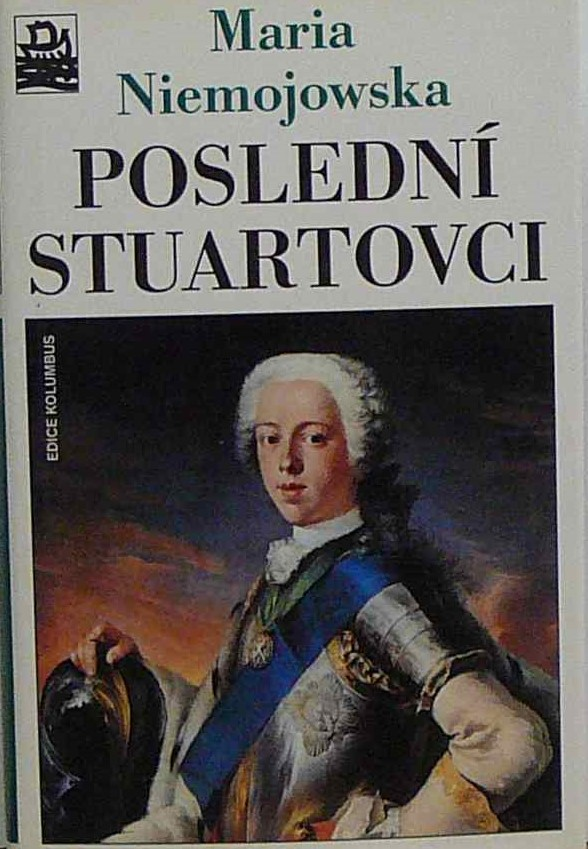 Maria
Niemojowska
POSLEDNÍ
STUARTOVCI
EDICE KOLUMBUS